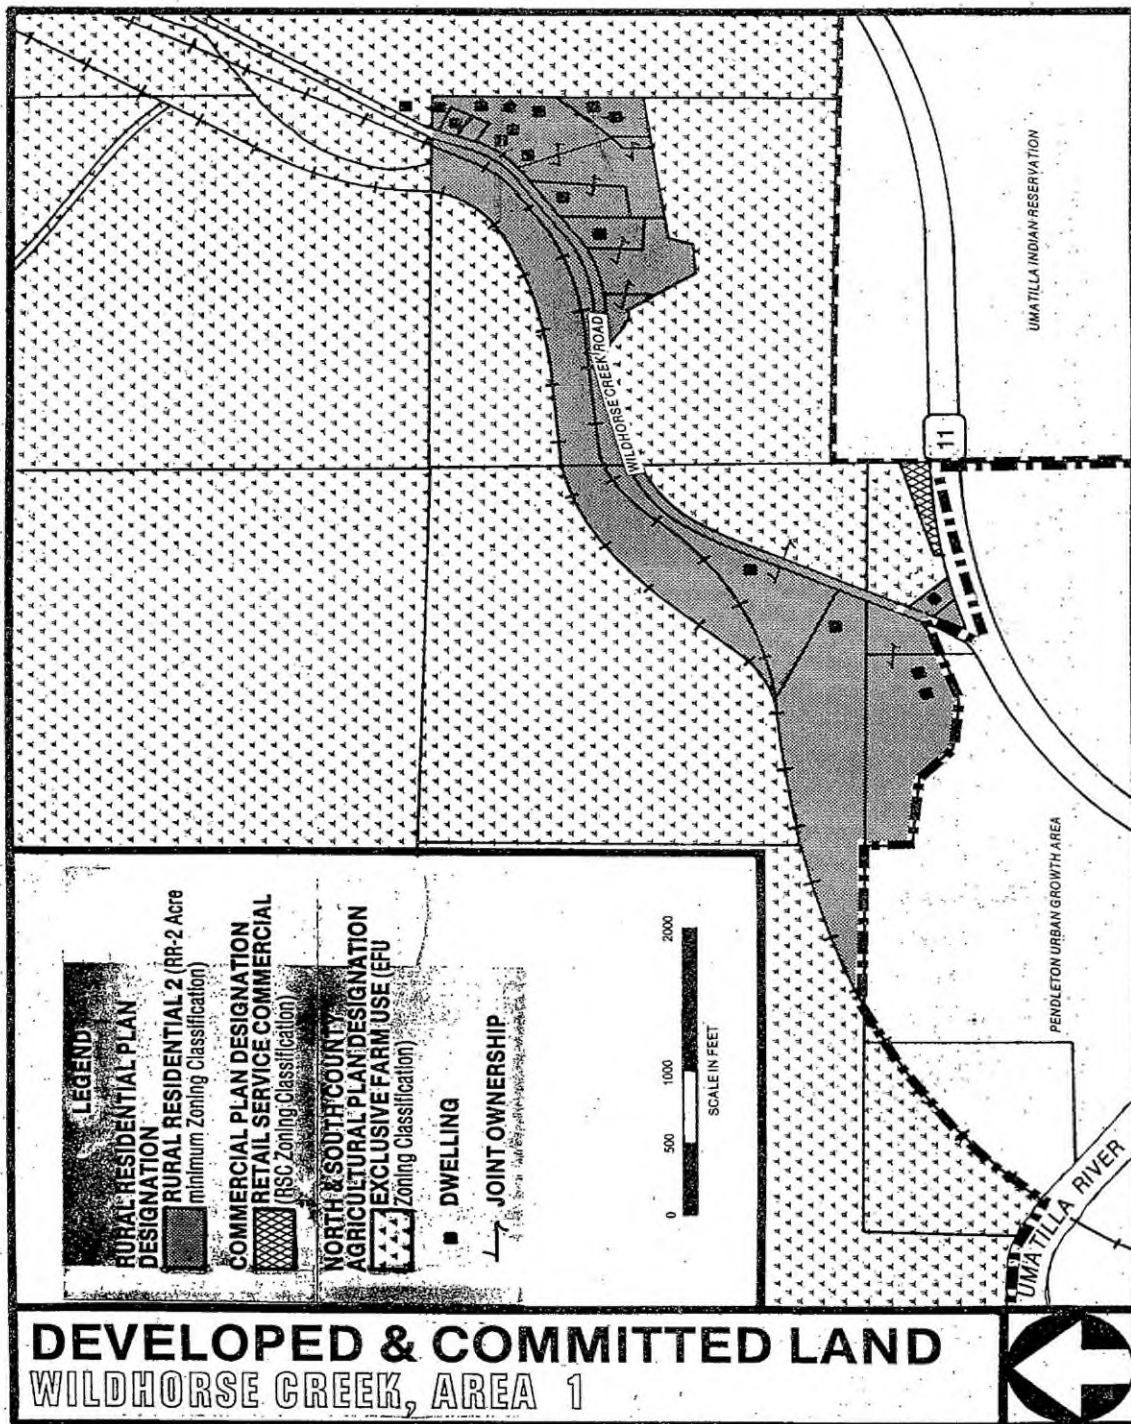 UMATILLA INDIAN RESERVATION
11
WILDHORSE CREEK ROAD
PENDLETON URBAN GROWTH AREA
UMATILLA RIVER
LEGEND
RURAL RESIDENTIAL PLAN
DESIGNATION
RURAL RESIDENTIAL 2 (RR-2 Acre
minimum Zoning Classification)
COMMERCIAL PLAN DESIGNATION
RETAIL SERVICE COMMERCIAL
(RSC Zoning Classification)
NORTH & SOUTH COUNTY
AGRICULTURAL PLAN DESIGNATION
EXCLUSIVE FARM USE (EFU
Zoning Classification)
DWELLING
JOINT OWNERSHIP
0 500 1000 2000
SCALE IN FEET
DEVELOPED & COMMITTED LAND
WILDHORSE CREEK, AREA 1